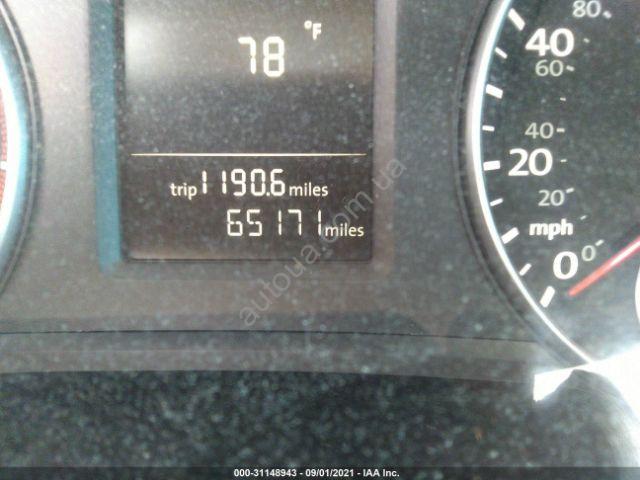 78 °F
trip 1190.6 miles
65171 miles
80
40
60
40
20
20
mph
0
0
autoua.com.ua
000-31148943 - 09/01/2021 - IAA Inc.